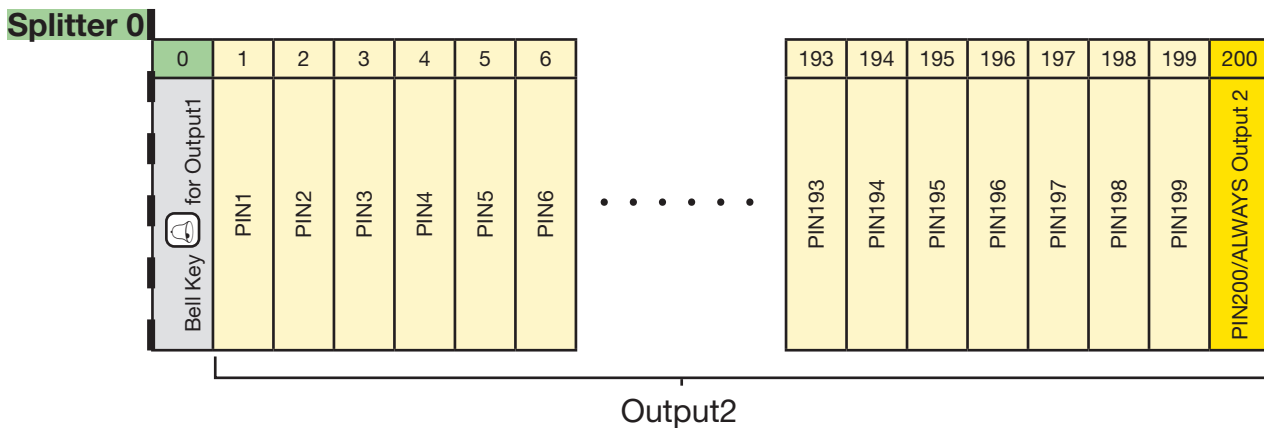 Splitter 0
0 1 2 3 4 5 6 193 194 195 196 197 198 199 200
Bell Key for Output1
PIN1
PIN2
PIN3
PIN4
PIN5
PIN6
PIN193
PIN194
PIN195
PIN196
PIN197
PIN198
PIN199
PIN200/ALWAYS Output 2
Output2